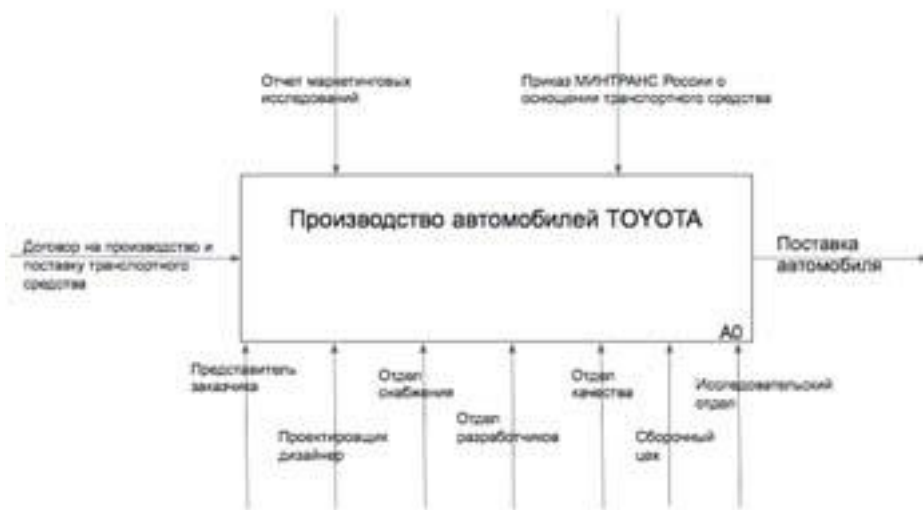 Отчет маркетинговых
исследований
Приказ МИНТРАНС России о
оснощении транспортного средства
Производство автомобилей TOYOTA
Договор на производство и
поставку транспортного
средства
Поставка
автомобиля
A0
Представитель
заказчика
Проектировщик
дизайнер
Отдел
снабжения
Отдел
разработчиков
Отдел
качества
Сборочный
цех
Исследовательский
отдел